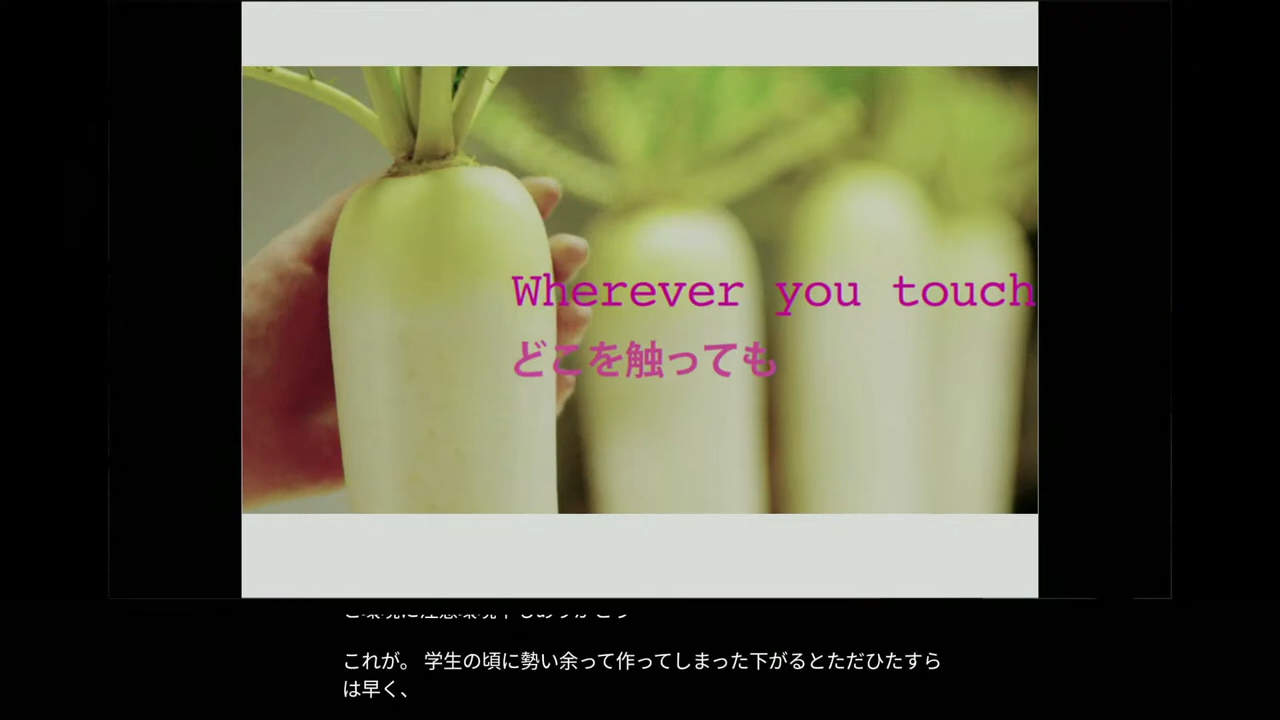 Wherever you touch
どこを触っても
これが。 学生の頃に勢い余って作ってしまった下がるとただひたすら
は早く、